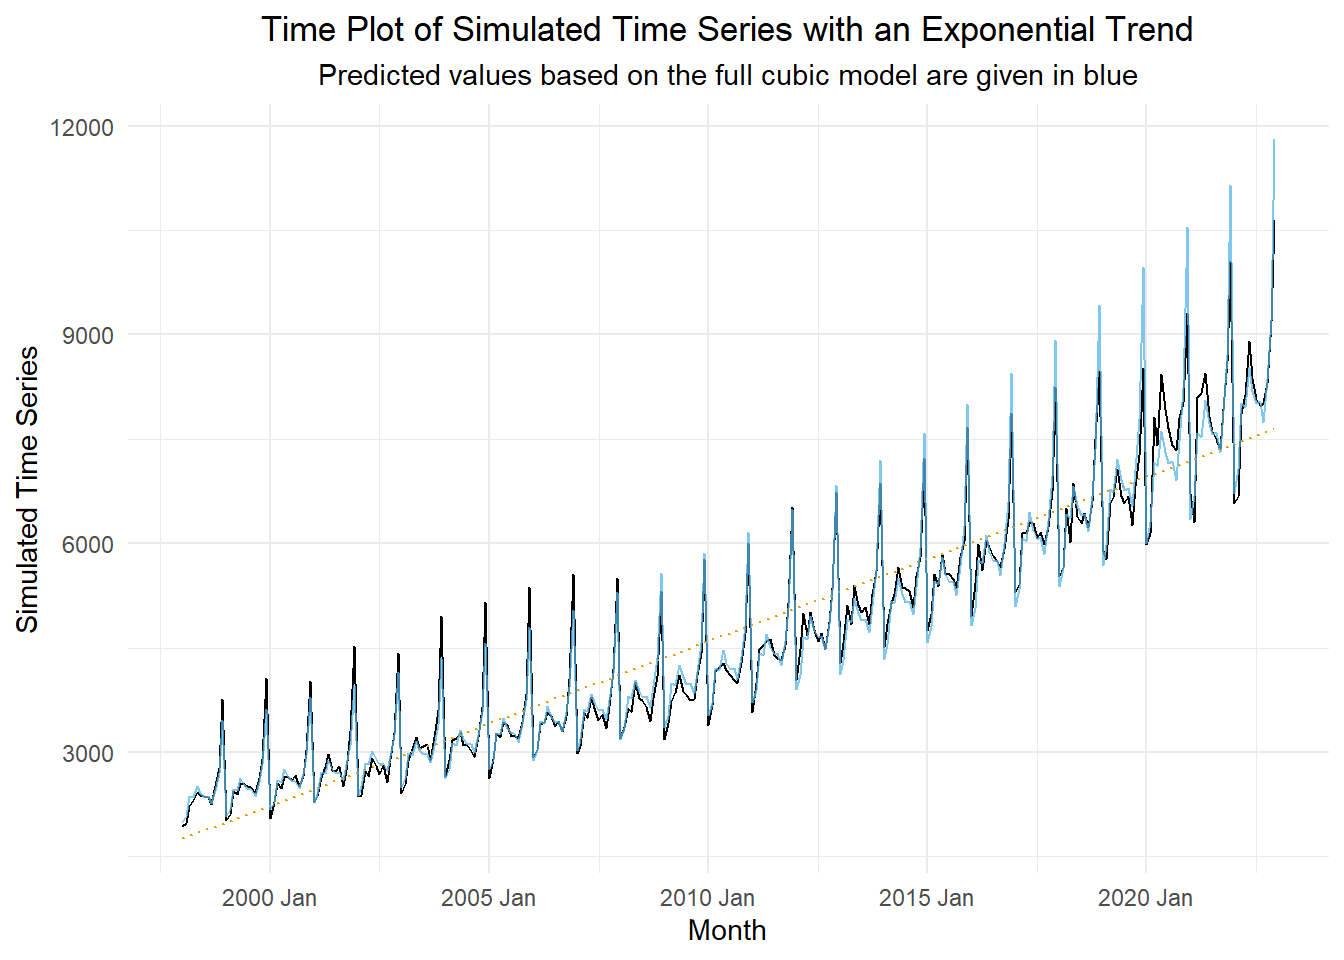 Time Plot of Simulated Time Series with an Exponential Trend
Predicted values based on the full cubic model are given in blue
12000
9000
6000
3000
Simulated Time Series
2000 Jan
2005 Jan
2010 Jan
2015 Jan
2020 Jan
Month